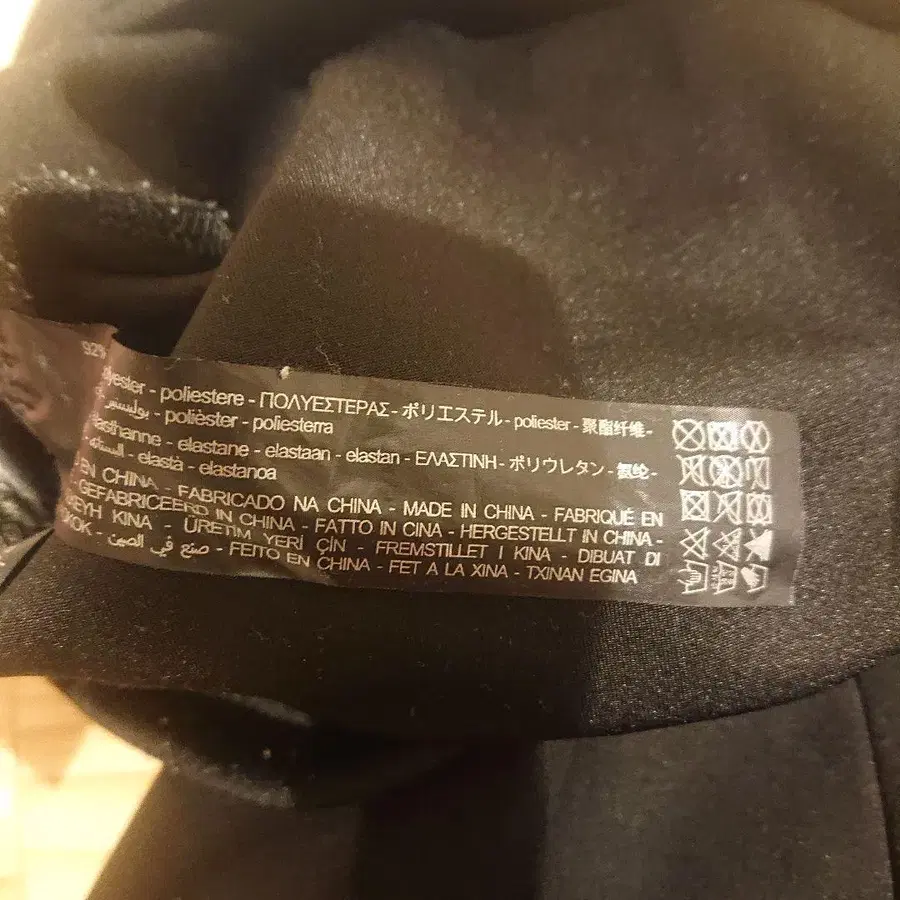 92%
yester - poliestere - ΠΟΛΥΕΣΤΕΡΑΣ - ポリエステル - poliester - 聚酯纤维 -
بوليستير - polièster - poliesterra
elasthanne - elastane - elastaan - elastan - ΕΛΑΣΤΙΝΗ - ポリウレタン - 氨纶 -
- elastà - elastanoa
EN CHINA - FABRICADO NA CHINA - MADE IN CHINA - FABRIQUÉ EN
GEFABRICEERD IN CHINA - FATTO IN CINA - HERGESTELLT IN CHINA -
KINA - ÜRETIM YERİ ÇİN - FREMSTILLET I KINA - DIBUAT DI
- صنع في الصين - FEITO EN CHINA - FET A LA XINA - TXINAN EGINA